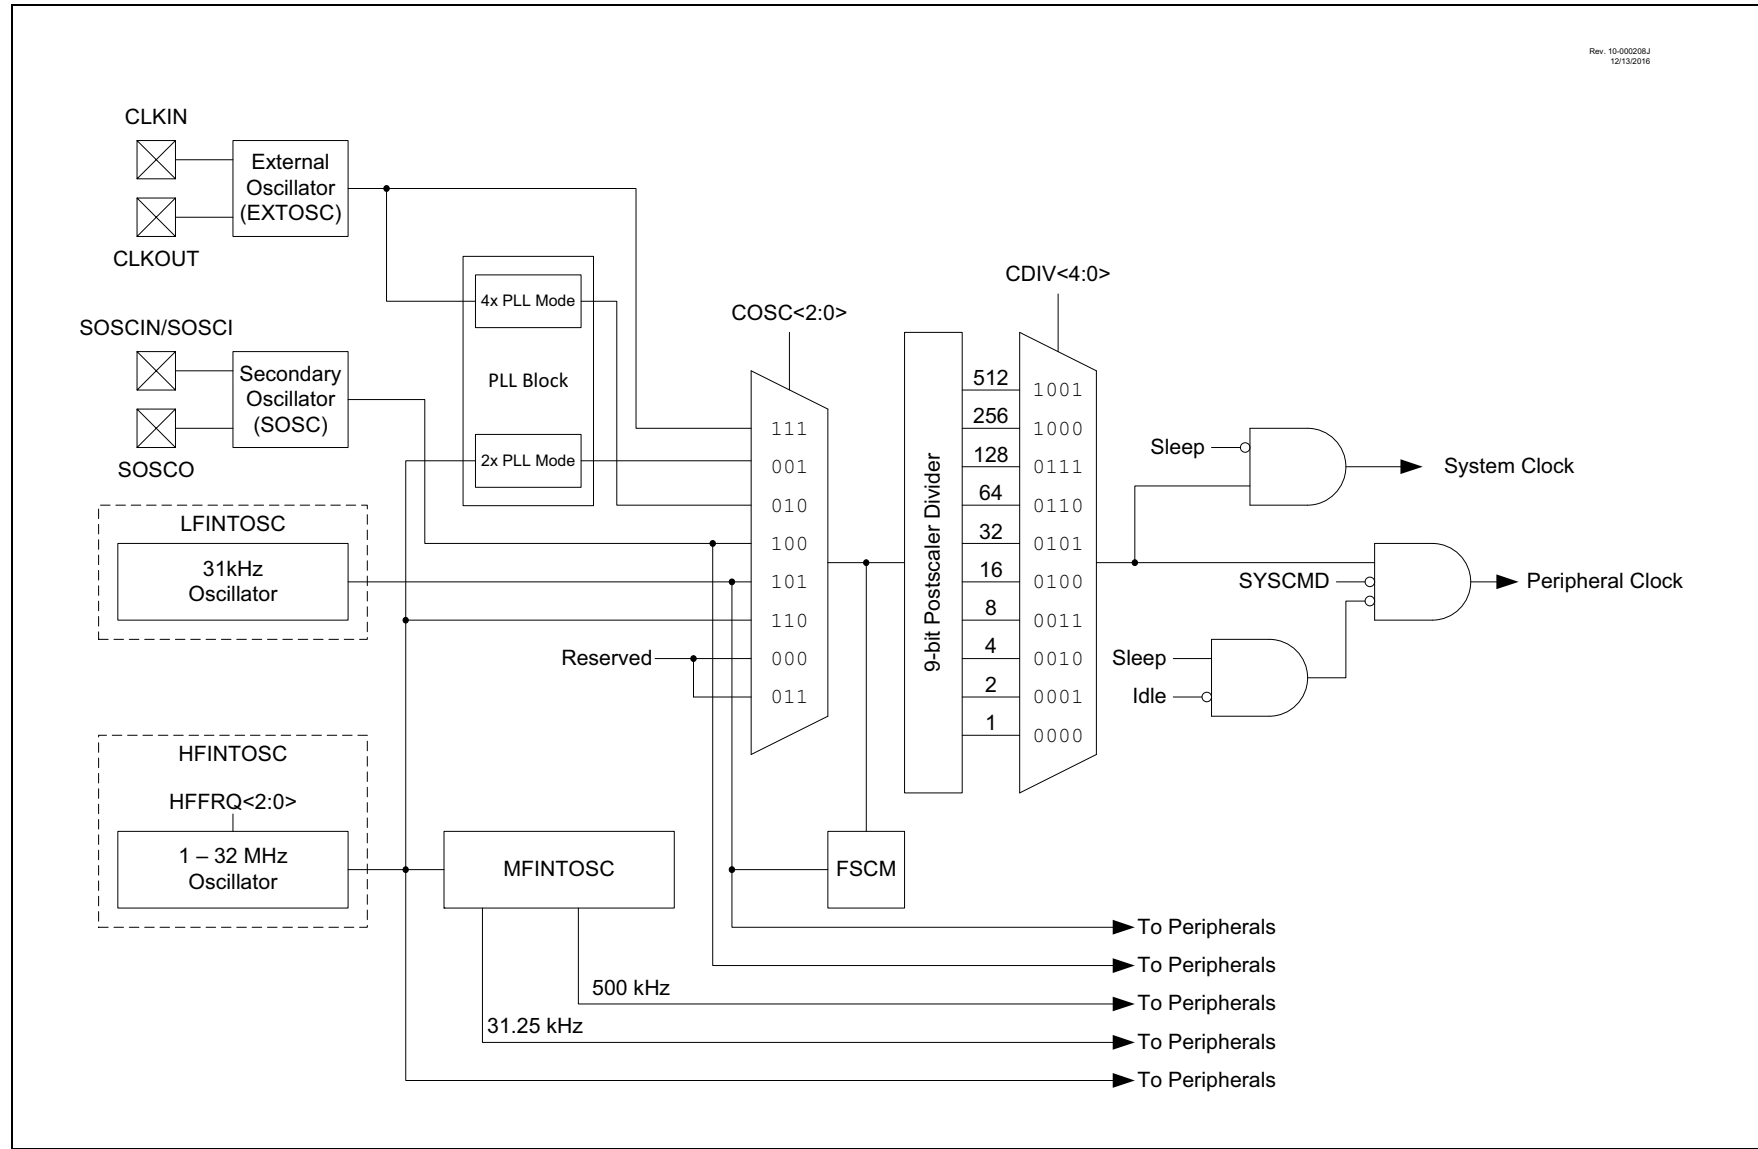 Rev. 10-000208J
12/13/2016
CLKIN
External
Oscillator
(EXTOSC)
CLKOUT
SOSCIN/SOSCI
Secondary
Oscillator
(SOSC)
SOSCO
LFINTOSC
31kHz
Oscillator
HFINTOSC
HFFRQ<2:0>
1 – 32 MHz
Oscillator
4x PLL Mode
PLL Block
2x PLL Mode
MFINTOSC
500 kHz
31.25 kHz
Reserved
COSC<2:0>
111
001
010
100
101
110
000
011
FSCM
9-bit Postscaler Divider
CDIV<4:0>
512 1001
256 1000
128 0111
64 0110
32 0101
16 0100
8 0011
4 0010
2 0001
1 0000
Sleep
System Clock
SYSCMD
Peripheral Clock
Sleep
Idle
To Peripherals
To Peripherals
To Peripherals
To Peripherals
To Peripherals